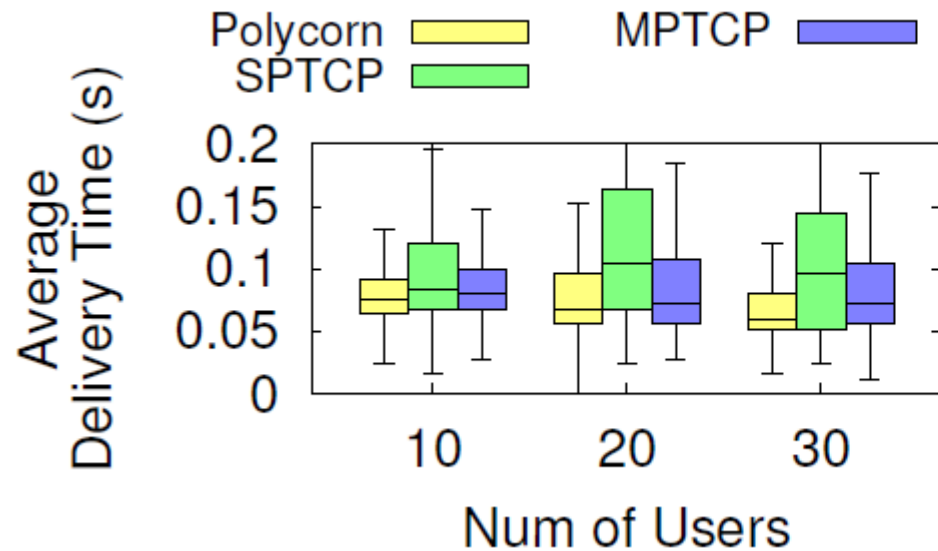 Polycorn
MPTCP
SPTCP
Average
Delivery Time (s)
0.2
0.15
0.1
0.05
0
10
20
30
Num of Users